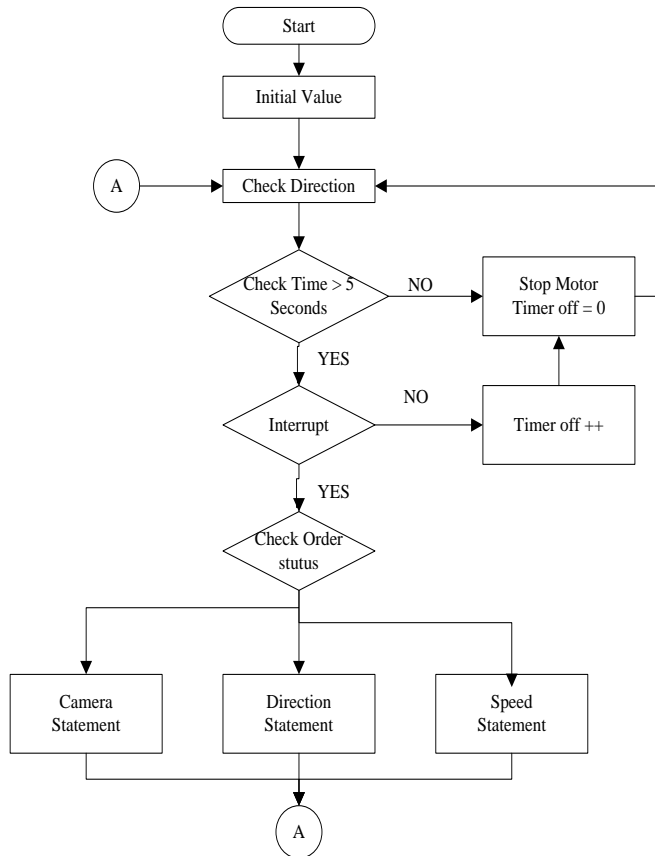 Start
Initial Value
A
Check Direction
Check Time > 5
Seconds
NO
Stop Motor
Timer off = 0
YES
Interrupt
NO
Timer off ++
YES
Check Order
stutus
Camera
Statement
Direction
Statement
Speed
Statement
A